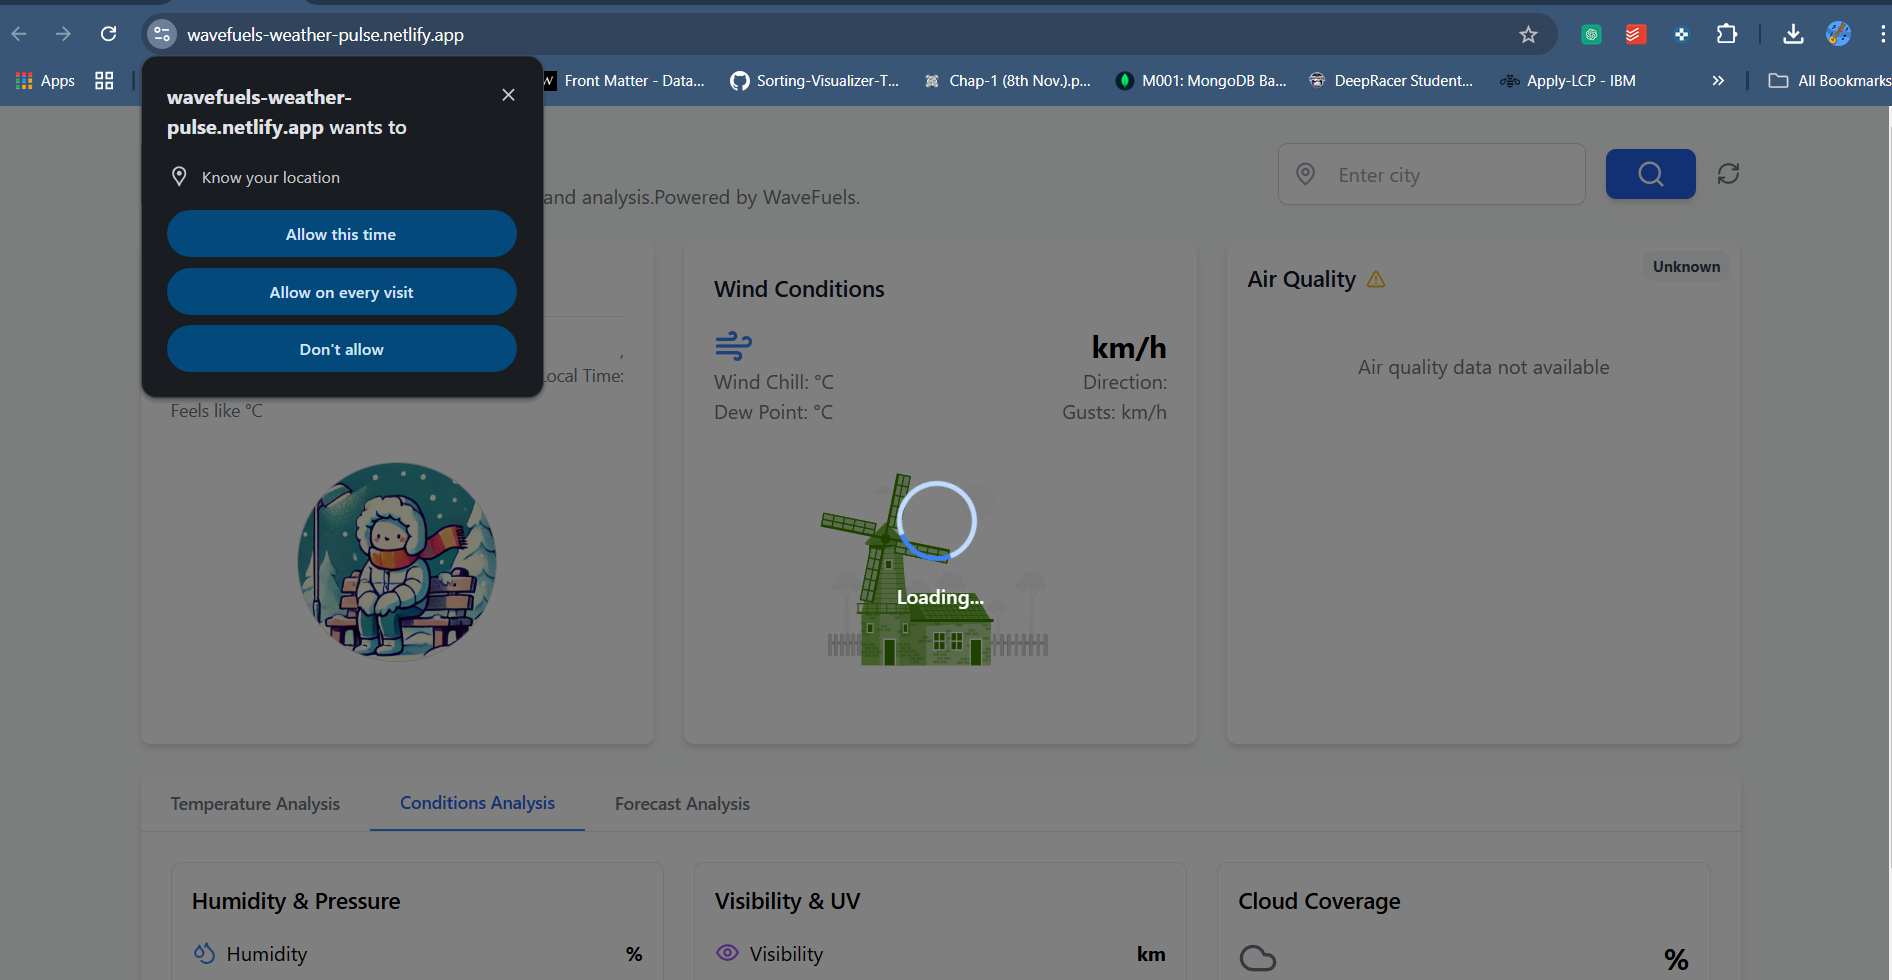 wavefuels-weather-pulse.netlify.app
Apps
Front Matter - Data...
Sorting-Visualizer-T...
Chap-1 (8th Nov.).p...
M001: MongoDB Ba...
DeepRacer Student...
Apply-LCP - IBM
»
All Bookmarks
wavefuels-weather-
pulse.netlify.app wants to
Know your location
Allow this time
Allow on every visit
Don't allow
and analysis.Powered by WaveFuels.
Enter city
,
Local Time:
Feels like °C
Wind Conditions
km/h
Wind Chill: °C
Direction:
Dew Point: °C
Gusts: km/h
Air Quality
Unknown
Air quality data not available
Loading...
Temperature Analysis
Conditions Analysis
Forecast Analysis
Humidity & Pressure
Humidity
%
Visibility & UV
Visibility
km
Cloud Coverage
%